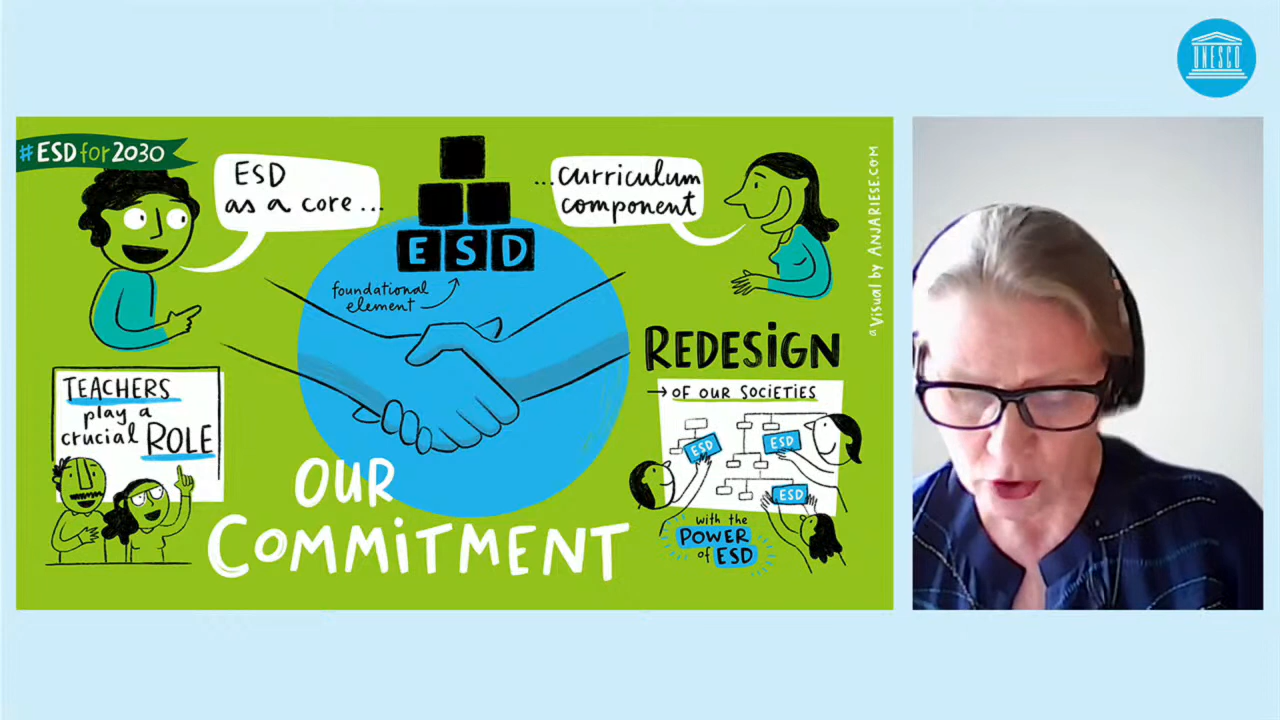 UNESCO
#ESDfor2030
ESD
as a core...
...curriculum
component
ESD
foundational
element
TEACHERS
play a
crucial ROLE
OUR
COMMITMENT
REDESIGN
→ OF OUR SOCIETIES
ESD
ESD
ESD
with the
POWER
of ESD
a Visual by ANJARIESE.COM